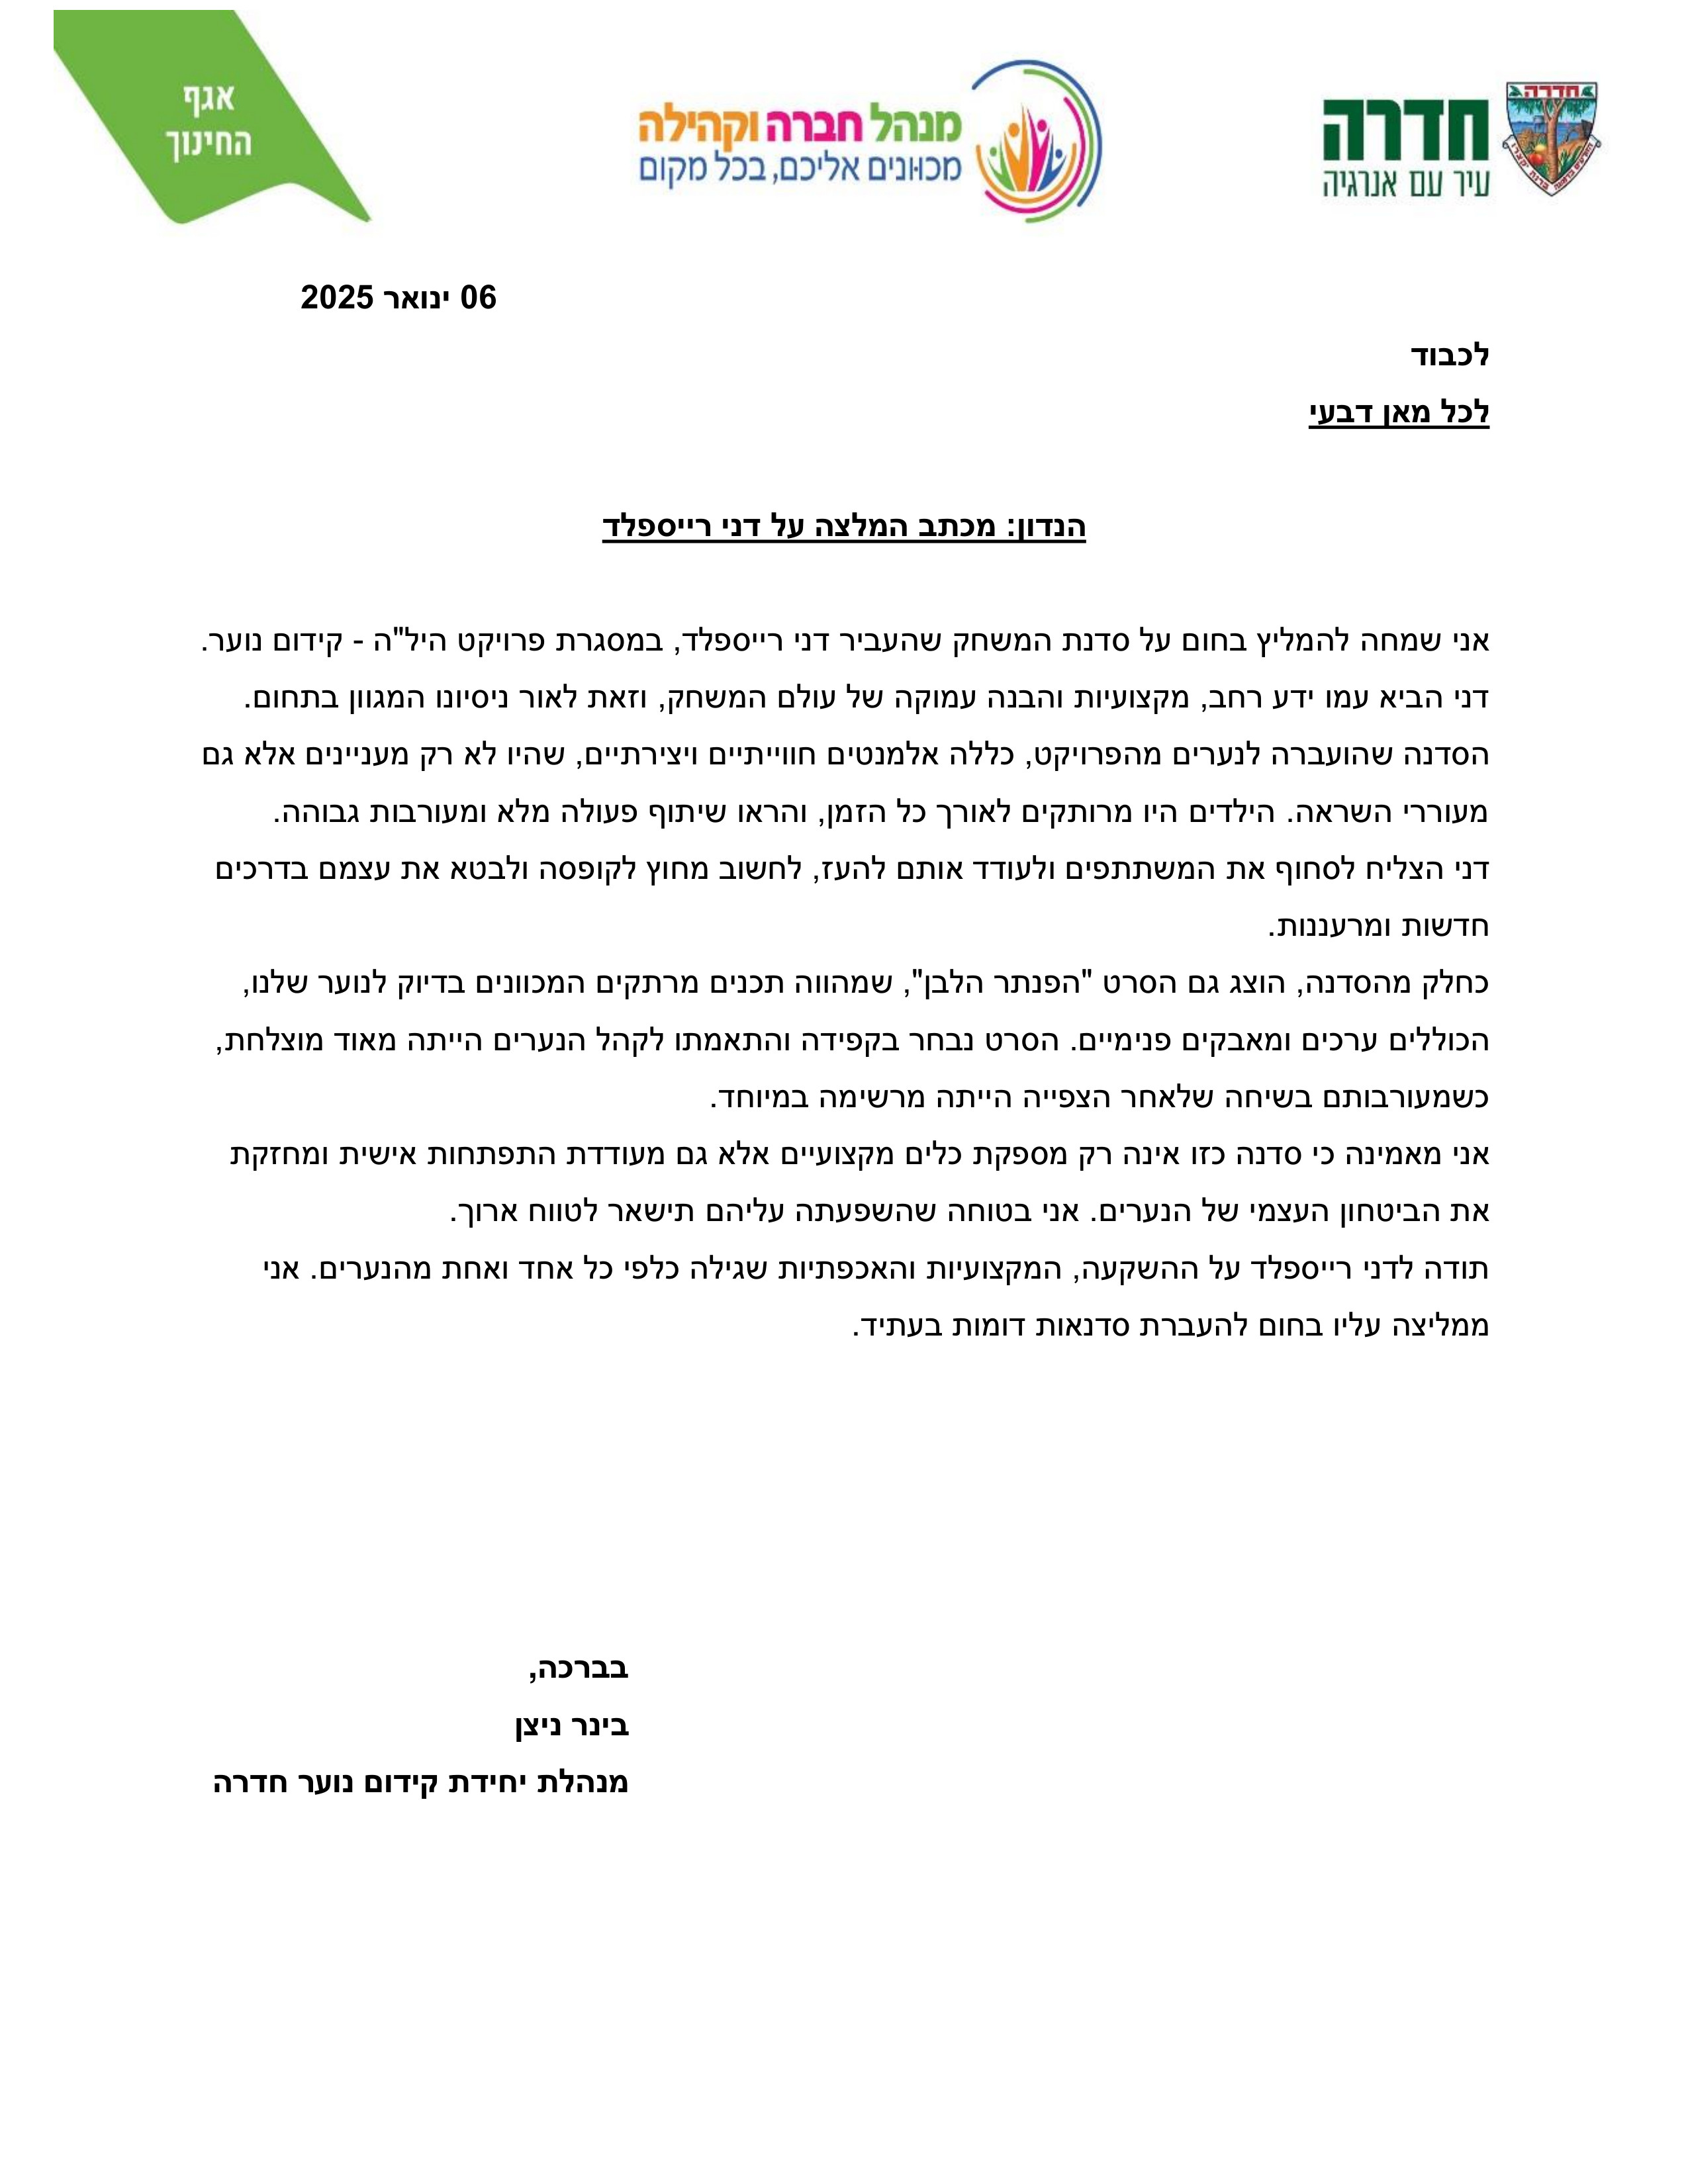 חדרה
חדרה
עיר עם אנרגיה
מנהל חברה וקהילה
מכוונים אליכם, בכל מקום
אגף
החינוך
06 ינואר 2025
לכבוד
לכל מאן דבעי
הנדון: מכתב המלצה על דני רייספלד
אני שמחה להמליץ בחום על סדנת המשחק שהעביר דני רייספלד, במסגרת פרויקט היל"ה - קידום נוער.
דני הביא עמו ידע רחב, מקצועיות והבנה עמוקה של עולם המשחק, וזאת לאור ניסיונו המגוון בתחום.
הסדנה שהועברה לנערים מהפרויקט, כללה אלמנטים חווייתיים ויצירתיים, שהיו לא רק מעניינים אלא גם
מעוררי השראה. הילדים היו מרותקים לאורך כל הזמן, והראו שיתוף פעולה מלא ומעורבות גבוהה.
דני הצליח לסחוף את המשתתפים ולעודד אותם להעז, לחשוב מחוץ לקופסה ולבטא את עצמם בדרכים
חדשות ומרעננות.
כחלק מהסדנה, הוצג גם הסרט "הפנתר הלבן", שמהווה תכנים מרתקים המכוונים בדיוק לנוער שלנו,
הכוללים ערכים ומאבקים פנימיים. הסרט נבחר בקפידה והתאמתו לקהל הנערים הייתה מאוד מוצלחת,
כשמעורבותם בשיחה שלאחר הצפייה הייתה מרשימה במיוחד.
אני מאמינה כי סדנה כזו אינה רק מספקת כלים מקצועיים אלא גם מעודדת התפתחות אישית ומחזקת
את הביטחון העצמי של הנערים. אני בטוחה שהשפעתה עליהם תישאר לטווח ארוך.
תודה לדני רייספלד על ההשקעה, המקצועיות והאכפתיות שגילה כלפי כל אחד ואחת מהנערים. אני
ממליצה עליו בחום להעברת סדנאות דומות בעתיד.
בברכה,
בינר ניצן
מנהלת יחידת קידום נוער חדרה